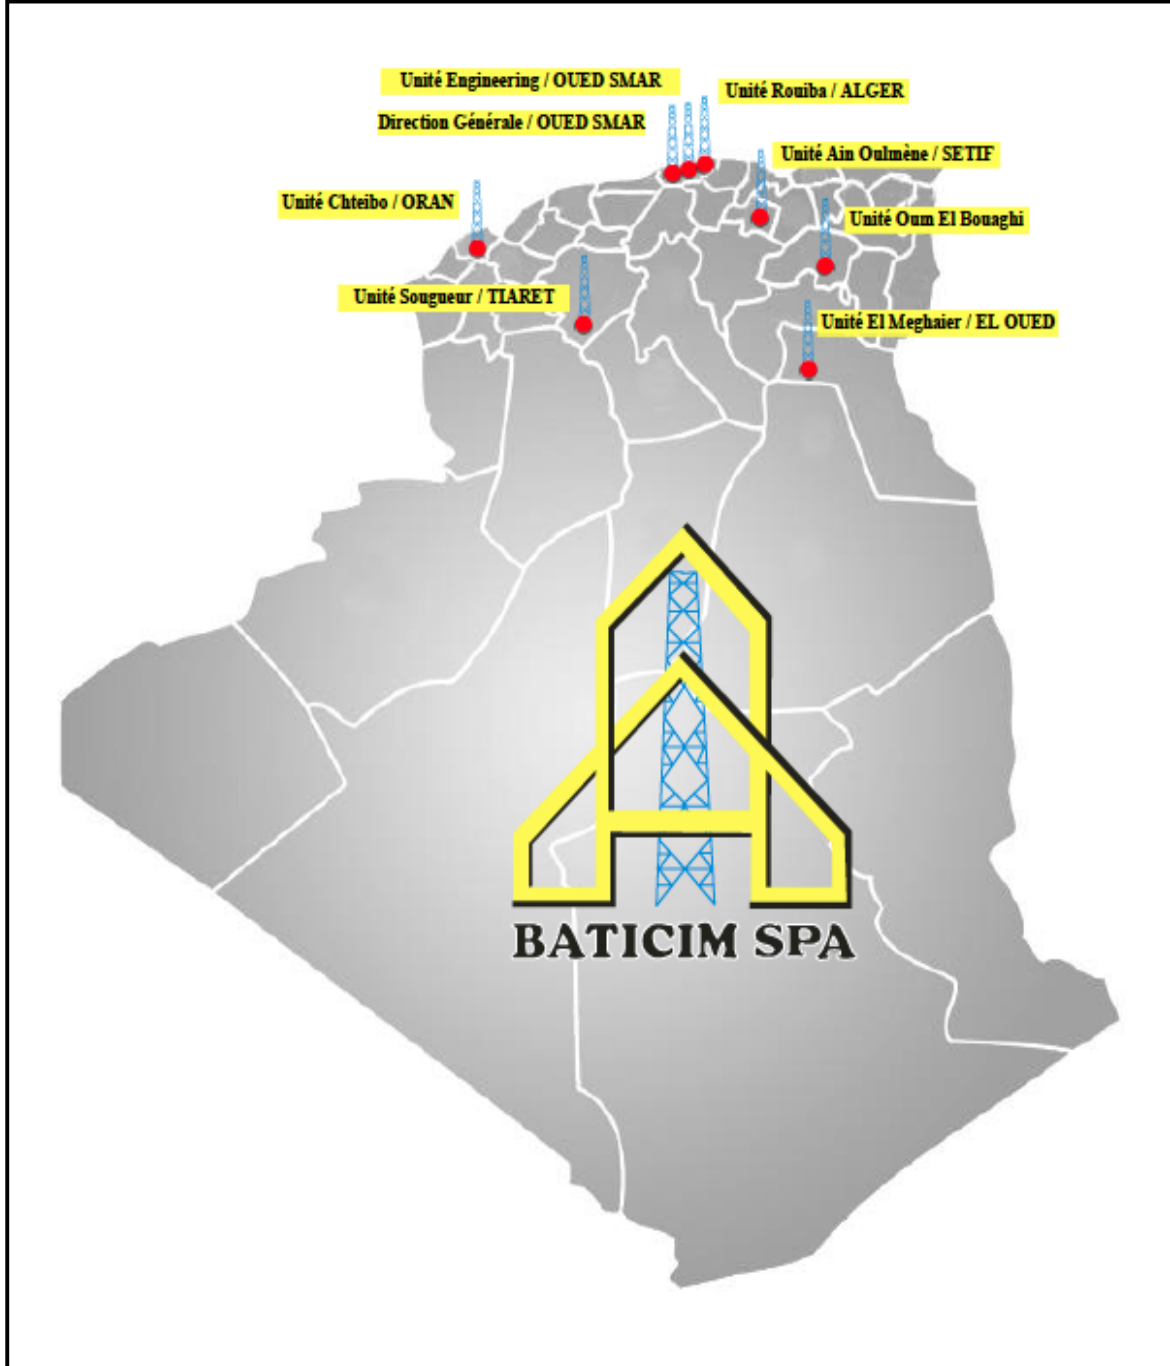 Unité Engineering / OUED SMAR
Unité Rouiba / ALGER
Direction Générale / OUED SMAR
Unité Ain Oulmène / SETIF
Unité Chteibo / ORAN
Unité Oum El Bouaghi
Unité Sougueur / TIARET
Unité El Meghaier / EL OUED
BATICIM SPA